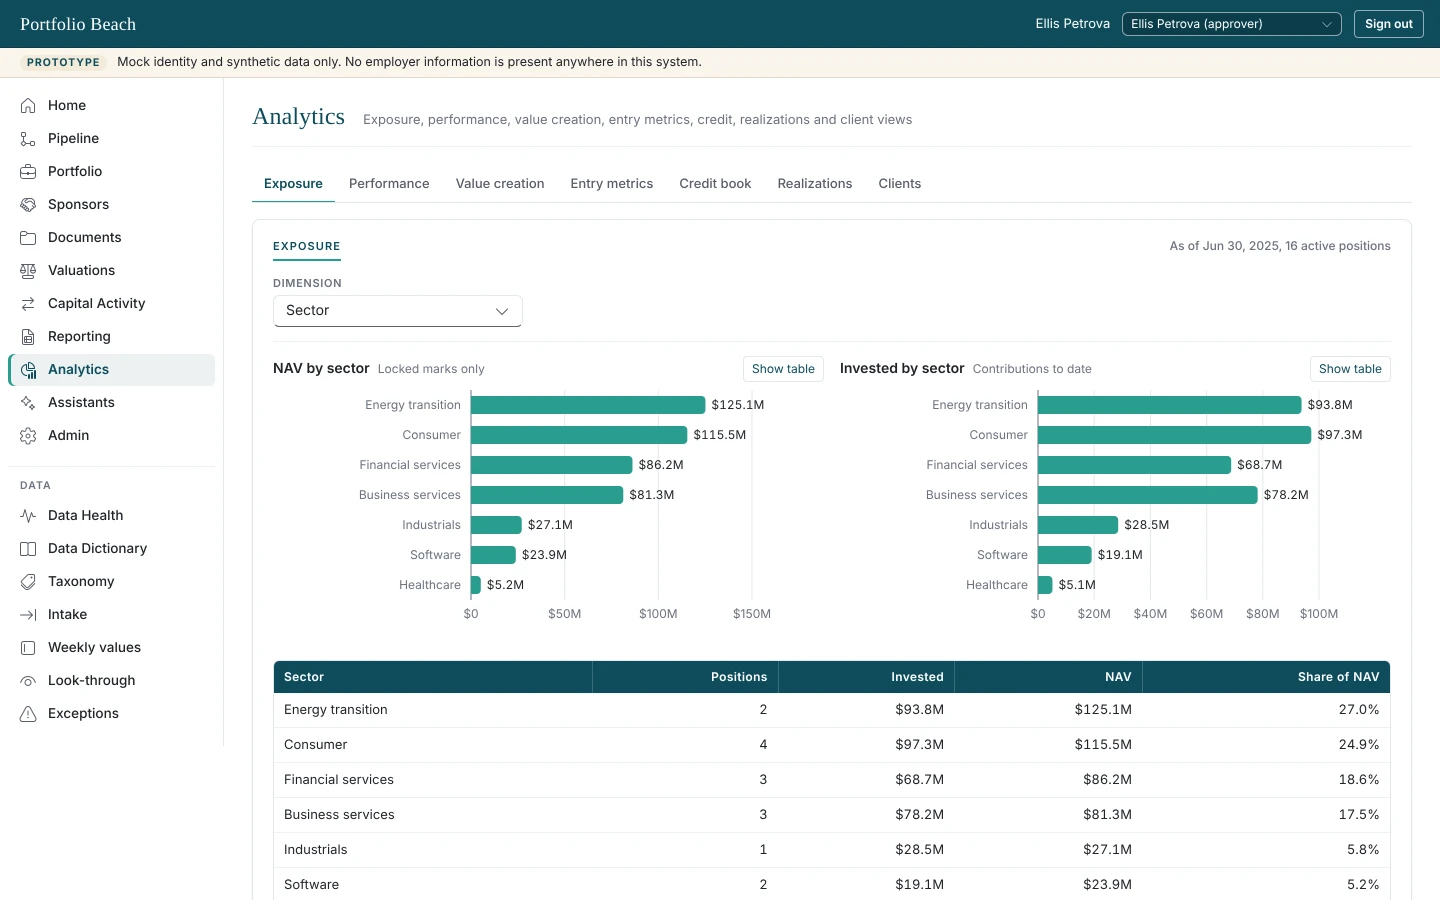 Portfolio Beach
Ellis Petrova
Ellis Petrova (approver)
Sign out
PROTOTYPE Mock identity and synthetic data only. No employer information is present anywhere in this system.
Home
Pipeline
Portfolio
Sponsors
Documents
Valuations
Capital Activity
Reporting
Analytics
Assistants
Admin
DATA
Data Health
Data Dictionary
Taxonomy
Intake
Weekly values
Look-through
Exceptions
Analytics Exposure, performance, value creation, entry metrics, credit, realizations and client views
Exposure Performance Value creation Entry metrics Credit book Realizations Clients
EXPOSURE As of Jun 30, 2025, 16 active positions
DIMENSION
Sector
NAV by sector Locked marks only Show table
Energy transition $125.1M
Consumer $115.5M
Financial services $86.2M
Business services $81.3M
Industrials $27.1M
Software $23.9M
Healthcare $5.2M
$0 $50M $100M $150M
Invested by sector Contributions to date Show table
Energy transition $93.8M
Consumer $97.3M
Financial services $68.7M
Business services $78.2M
Industrials $28.5M
Software $19.1M
Healthcare $5.1M
$0 $20M $40M $60M $80M $100M
Sector Positions Invested NAV Share of NAV
Energy transition 2 $93.8M $125.1M 27.0%
Consumer 4 $97.3M $115.5M 24.9%
Financial services 3 $68.7M $86.2M 18.6%
Business services 3 $78.2M $81.3M 17.5%
Industrials 1 $28.5M $27.1M 5.8%
Software 2 $19.1M $23.9M 5.2%